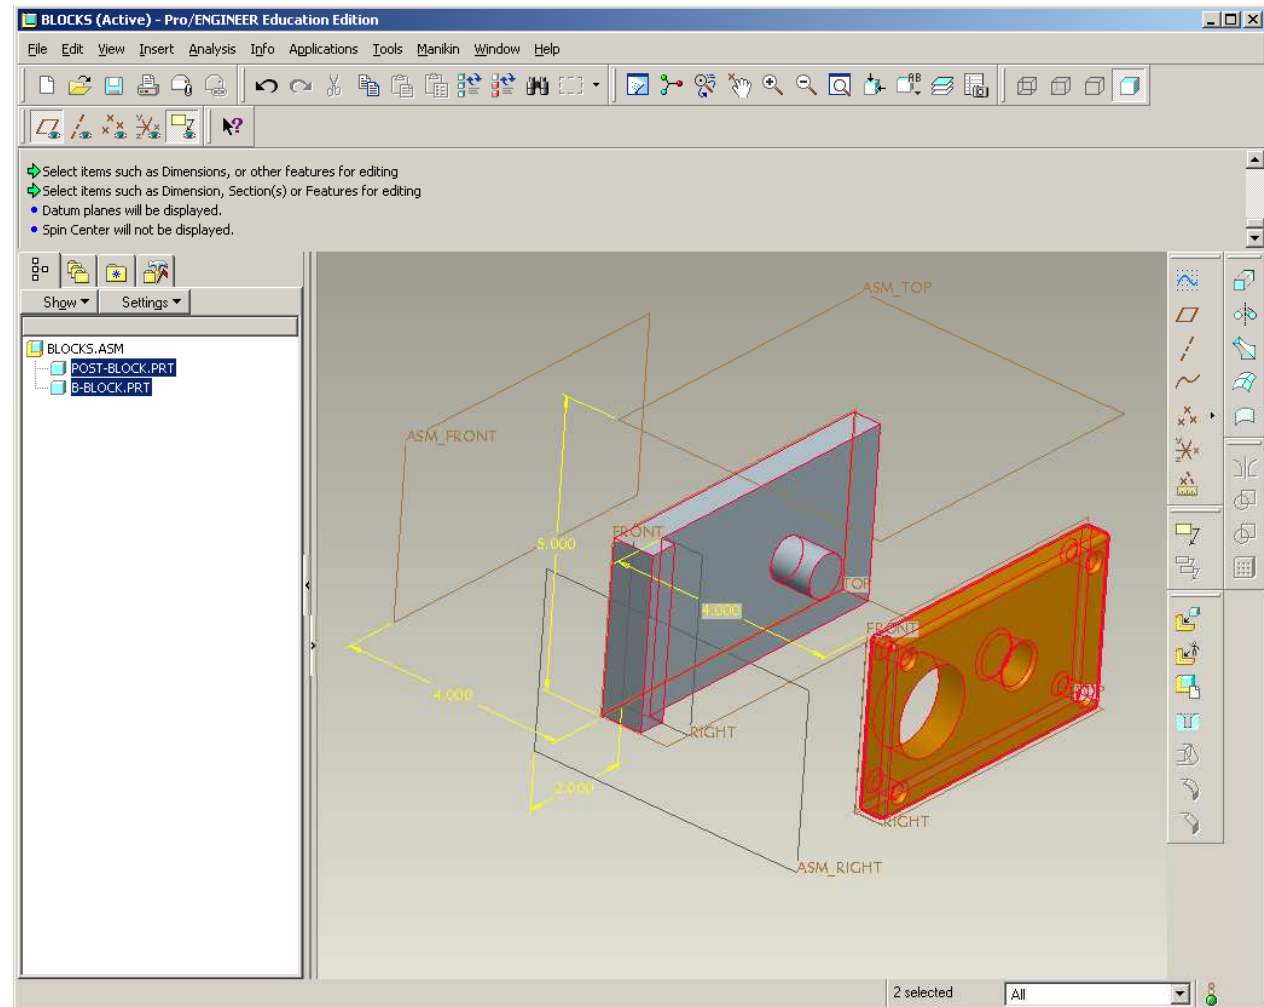 BLOCKS (Active) - Pro/ENGINEER Education Edition
File Edit View Insert Analysis Info Applications Tools Manikin Window Help
Select items such as Dimensions, or other features for editing
Select items such as Dimension, Section(s) or Features for editing
Datum planes will be displayed.
Spin Center will not be displayed.
Show Settings
BLOCKS.ASM
POST-BLOCK.PRT
B-BLOCK.PRT
ASM_TOP
ASM_FRONT
FRONT
5.000
TOP
4.000
FRONT
TOP
4.000
RIGHT
2.000
RIGHT
ASM_RIGHT
2 selected All